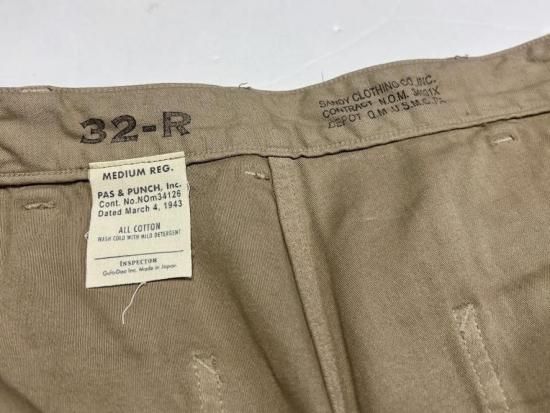 32-R
SANDY CLOTHING CO. INC.
CONTRACT N.O.M. 34031X
DEPOT Q.M U.S.M.C. PA.
MEDIUM REG.
PAS & PUNCH, Inc.
Cont. No.NOm34126
Dated March 4, 1943
ALL COTTON
WASH COLD WITH MILD DETERGENT
INSPECTOR
Inc. Made in Japan